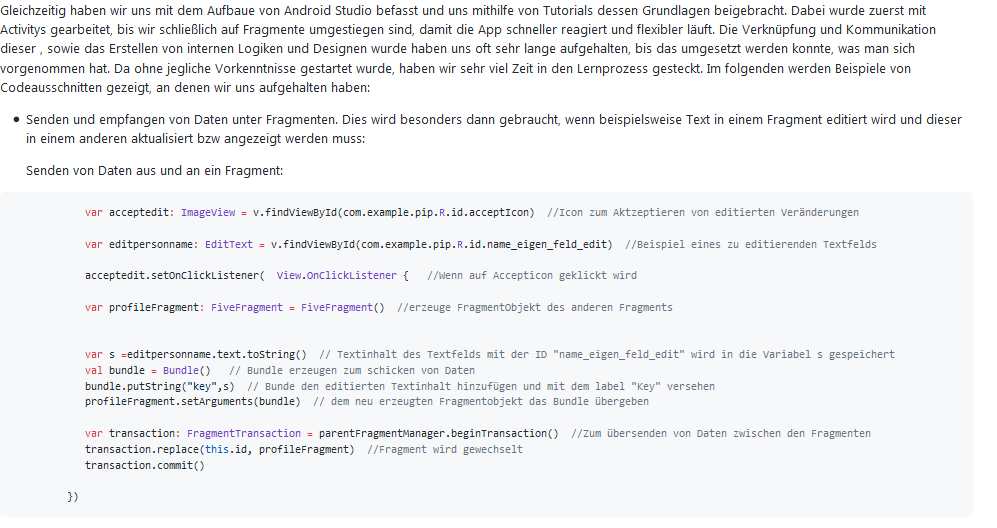 Gleichzeitig haben wir uns mit dem Aufbaue von Android Studio befasst und uns mithilfe von Tutorials dessen Grundlagen beigebracht. Dabei wurde zuerst mit
Activitys gearbeitet, bis wir schließlich auf Fragmente umgestiegen sind, damit die App schneller reagiert und flexibler läuft. Die Verknüpfung und Kommunikation
dieser , sowie das Erstellen von internen Logiken und Designen wurde haben uns oft sehr lange aufgehalten, bis das umgesetzt werden konnte, was man sich
vorgenommen hat. Da ohne jegliche Vorkenntnisse gestartet wurde, haben wir sehr viel Zeit in den Lernprozess gesteckt. Im folgenden werden Beispiele von
Codeausschnitten gezeigt, an denen wir uns aufgehalten haben:
• Senden und empfangen von Daten unter Fragmenten. Dies wird besonders dann gebraucht, wenn beispielsweise Text in einem Fragment editiert wird und dieser
in einem anderen aktualisiert bzw angezeigt werden muss:
Senden von Daten aus und an ein Fragment:
var acceptedit: ImageView = v.findViewById(com.example.pip.R.id.acceptIcon)  //Icon zum Aktzeptieren von editierten Veränderungen
var editpersonname: EditText = v.findViewById(com.example.pip.R.id.name_eigen_feld_edit)  //Beispiel eines zu editierenden Textfelds
acceptedit.setOnClickListener(  View.OnClickListener {   //Wenn auf Accepticon geklickt wird
var profileFragment: FiveFragment = FiveFragment()  //erzeuge FragmentObjekt des anderen Fragments
var s =editpersonname.text.toString()  // Textinhalt des Textfelds mit der ID "name_eigen_feld_edit" wird in die Variabel s gespeichert
val bundle = Bundle()   // Bundle erzeugen zum schicken von Daten
bundle.putString("key",s)  // Bunde den editierten Textinhalt hinzufügen und mit dem label "Key" versehen
profileFragment.setArguments(bundle)  // dem neu erzeugten Fragmentobjekt das Bundle übergeben
var transaction: FragmentTransaction = parentFragmentManager.beginTransaction()  //Zum übersenden von Daten zwischen den Fragmenten
transaction.replace(this.id, profileFragment)  //Fragment wird gewechselt
transaction.commit()
})